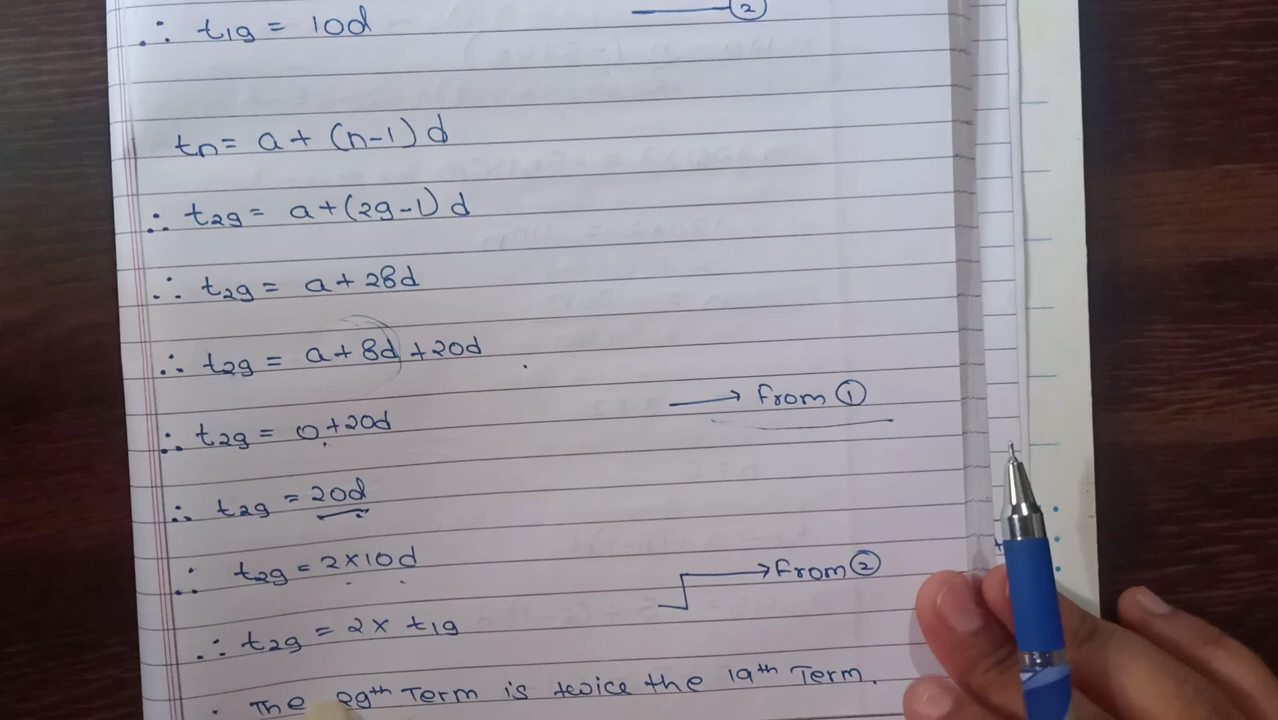 ∴ t19 = 10d ——— ②
tn = a + (n-1) d
∴ t29 = a + (29-1) d
∴ t29 = a + 28d
∴ t29 = a + 8d + 20d
→ from ①
∴ t29 = 0 + 20d
∴ t29 = 20d
∴ t29 = 2 × 10d
→ from ②
∴ t29 = 2 × t19
∴ The 29th Term is twice the 19th Term.